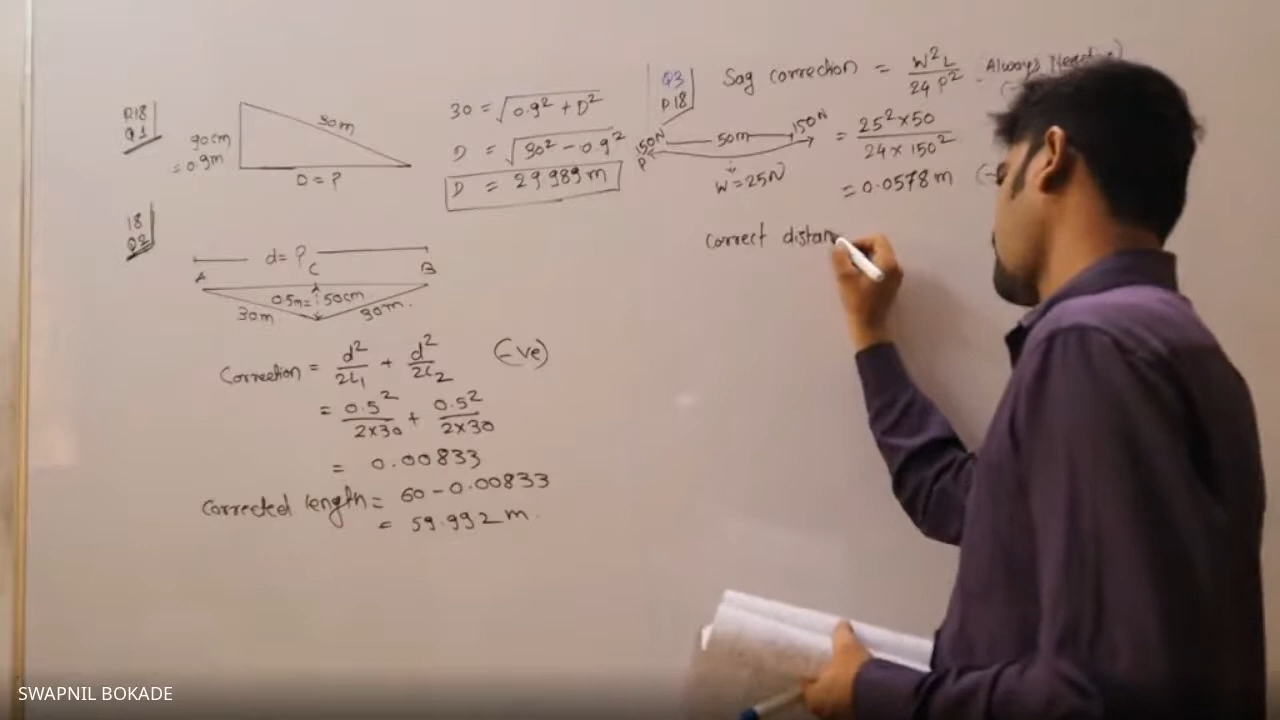 P18
Q1
90cm
= 0.9m
30m
D = ?
30 = √0.9² + D²
D = √30² - 0.9²
D = 29.989 m
18
Q2
d = ?
A C B
0.5m = 50cm
30m 30m.
Correction = d²/2L₁ + d²/2L₂ (-ve)
= 0.5²/2×30 + 0.5²/2×30
= 0.00833
Corrected length = 60 - 0.00833
= 59.992 m.
Q3
P18
Sag correction = W²L/24P² - Always
150N 50m 150N
P
W = 25N
= 25²×50/24×150²
= 0.0578 m (-
Correct distan
SWAPNIL BOKADE